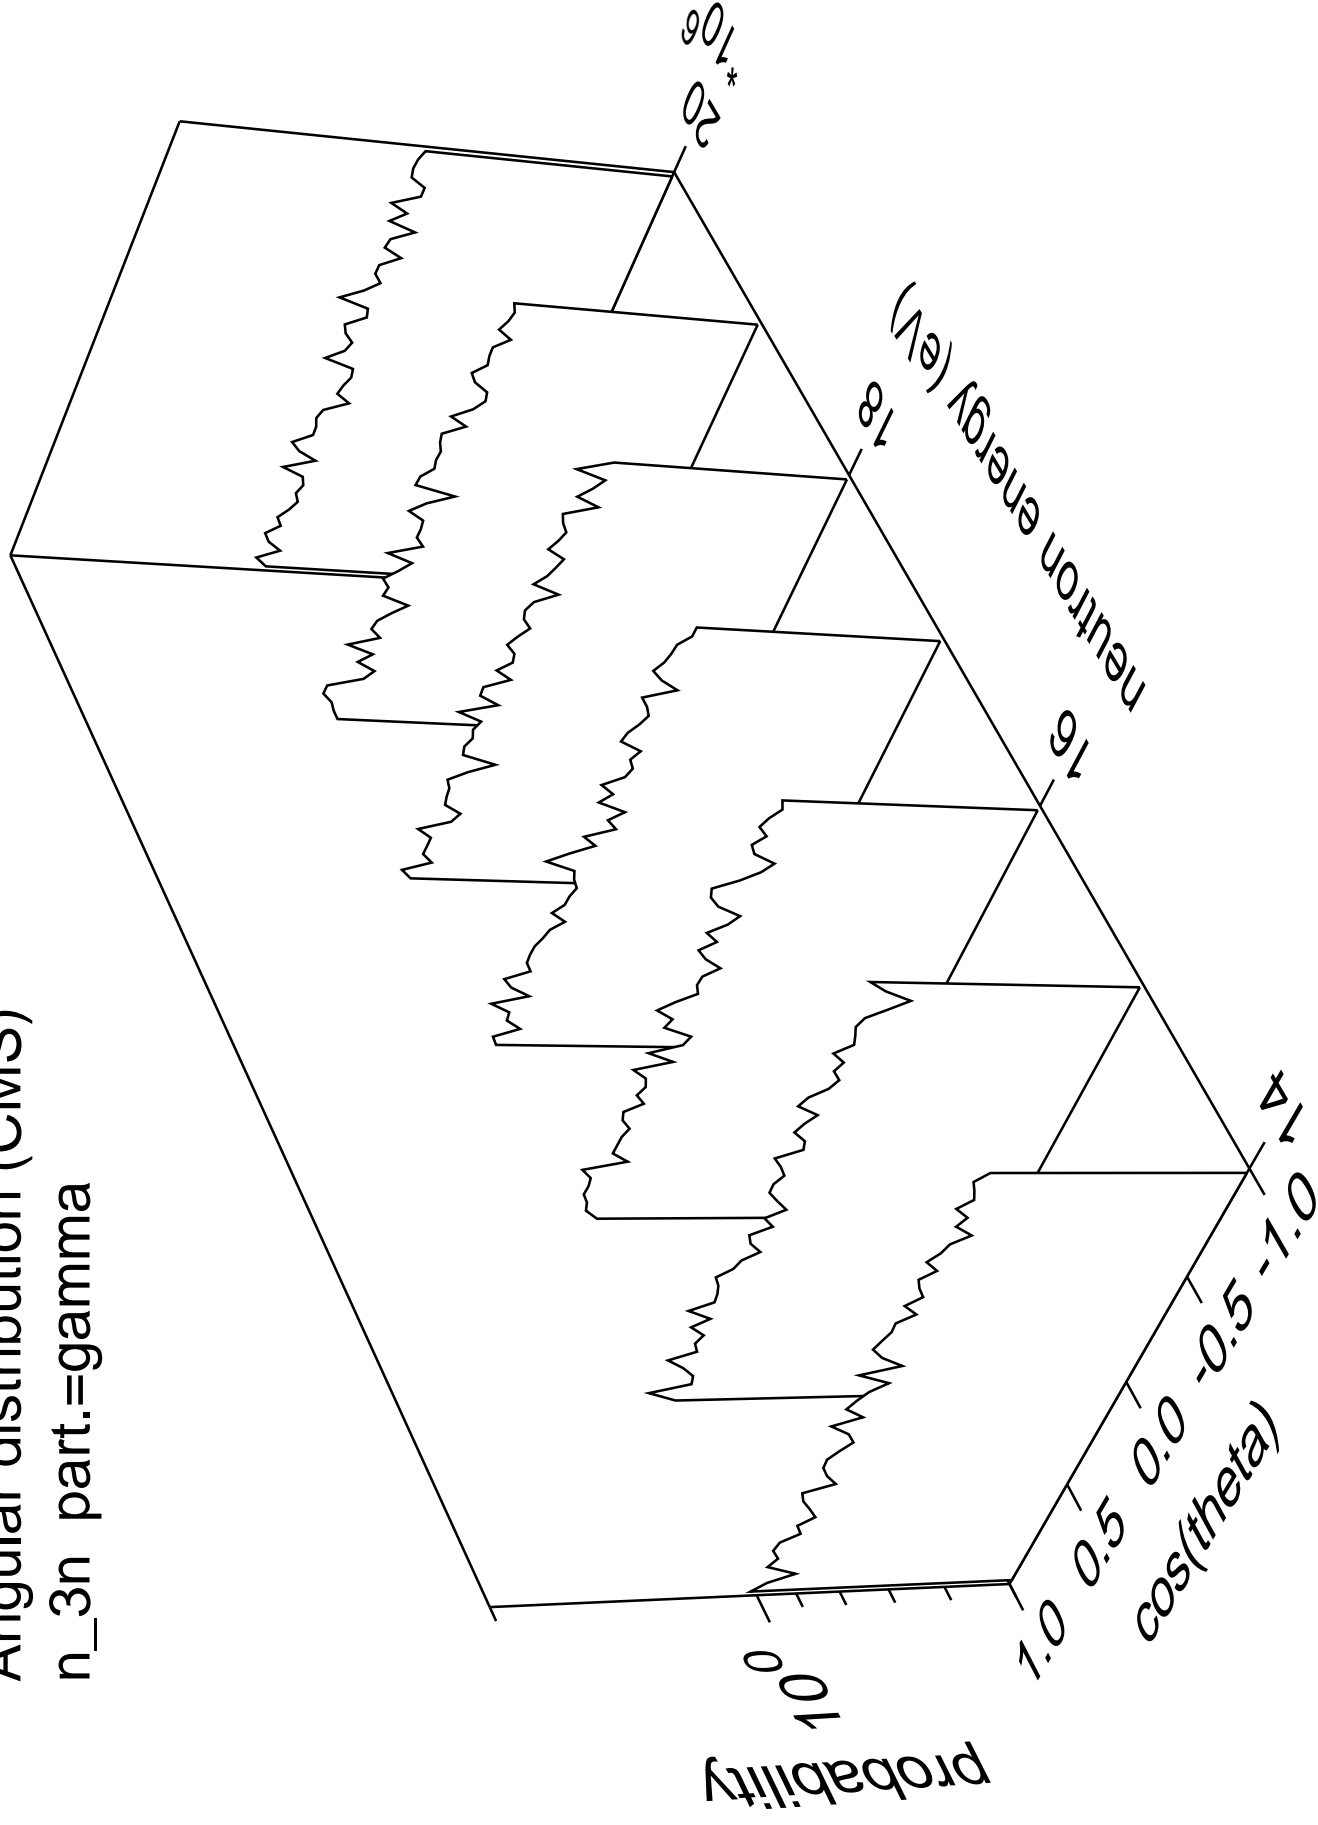 Angular distribution (CMS)
n_3n part.=gamma
probability
10^0
1.0 0.5 0.0 -0.5 -1.0
cos(theta)
14 16 18 20
*10^6
neutron energy (eV)